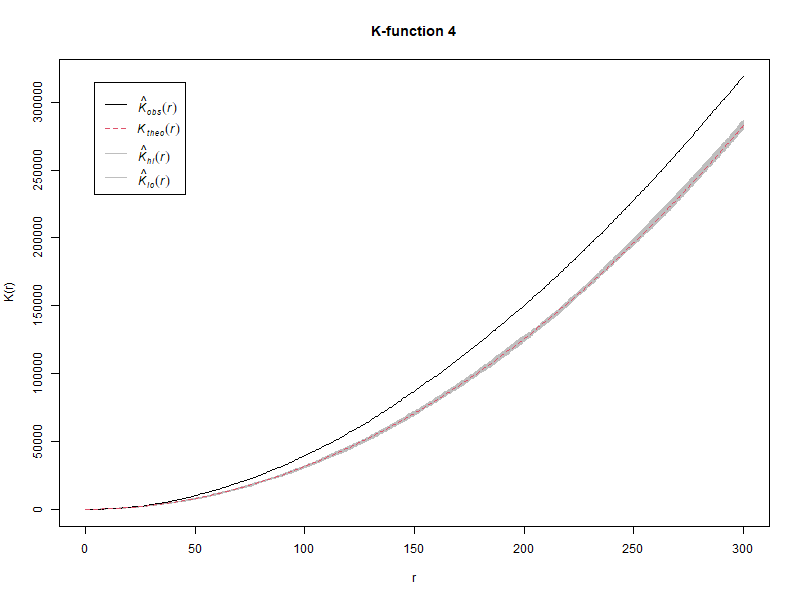 K-function 4
K̂obs(r)
Ktheo(r)
K̂hi(r)
K̂lo(r)
K(r)
300000
250000
200000
150000
100000
50000
0
0 50 100 150 200 250 300
r